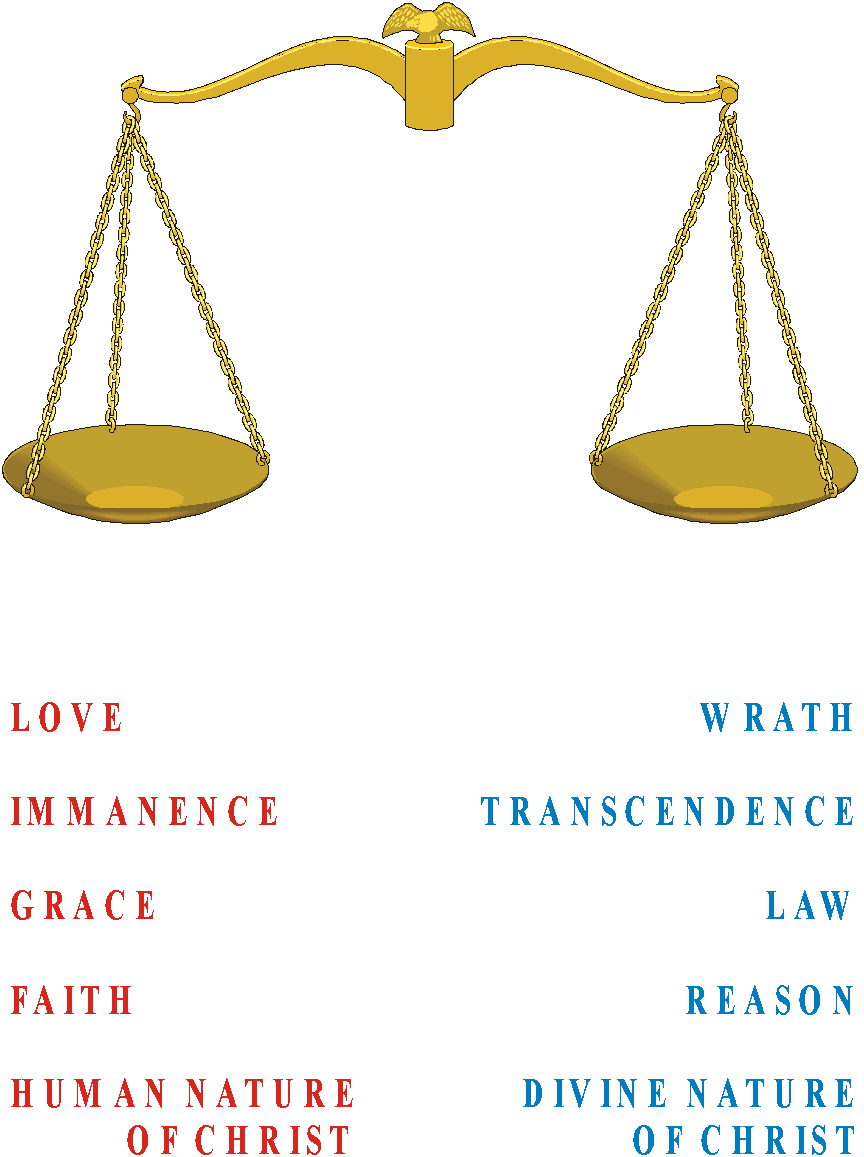 LOVE WRATH
IMMANENCE TRANSCENDENCE
GRACE LAW
FAITH REASON
HUMAN NATURE DIVINE NATURE
OF CHRIST OF CHRIST